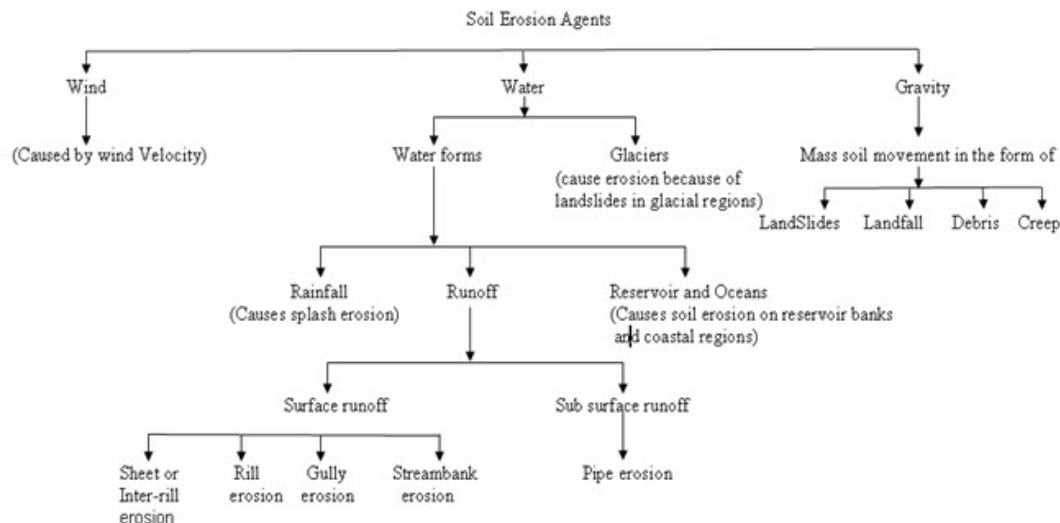 Soil Erosion Agents
Wind
Water
Gravity
(Caused by wind Velocity)
Water forms
Glaciers
(cause erosion because of
landslides in glacial regions)
Mass soil movement in the form of
LandSlides
Landfall
Debris
Creep
Rainfall
(Causes splash erosion)
Runoff
Reservoir and Oceans
(Causes soil erosion on reservoir banks
and coastal regions)
Surface runoff
Sub surface runoff
Sheet or
Inter-rill
erosion
Rill
erosion
Gully
erosion
Streambank
erosion
Pipe erosion